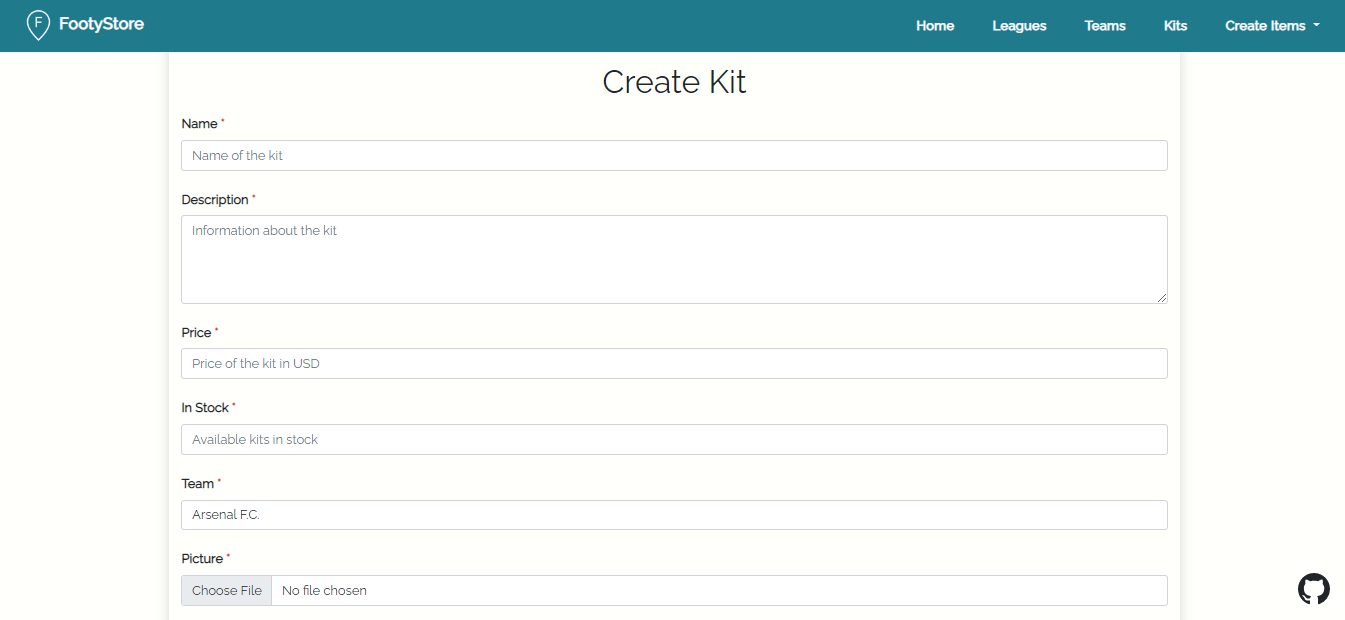 F FootyStore Home Leagues Teams Kits Create Items
Create Kit
Name *
Name of the kit
Description *
Information about the kit
Price *
Price of the kit in USD
In Stock *
Available kits in stock
Team *
Arsenal F.C.
Picture *
Choose File No file chosen